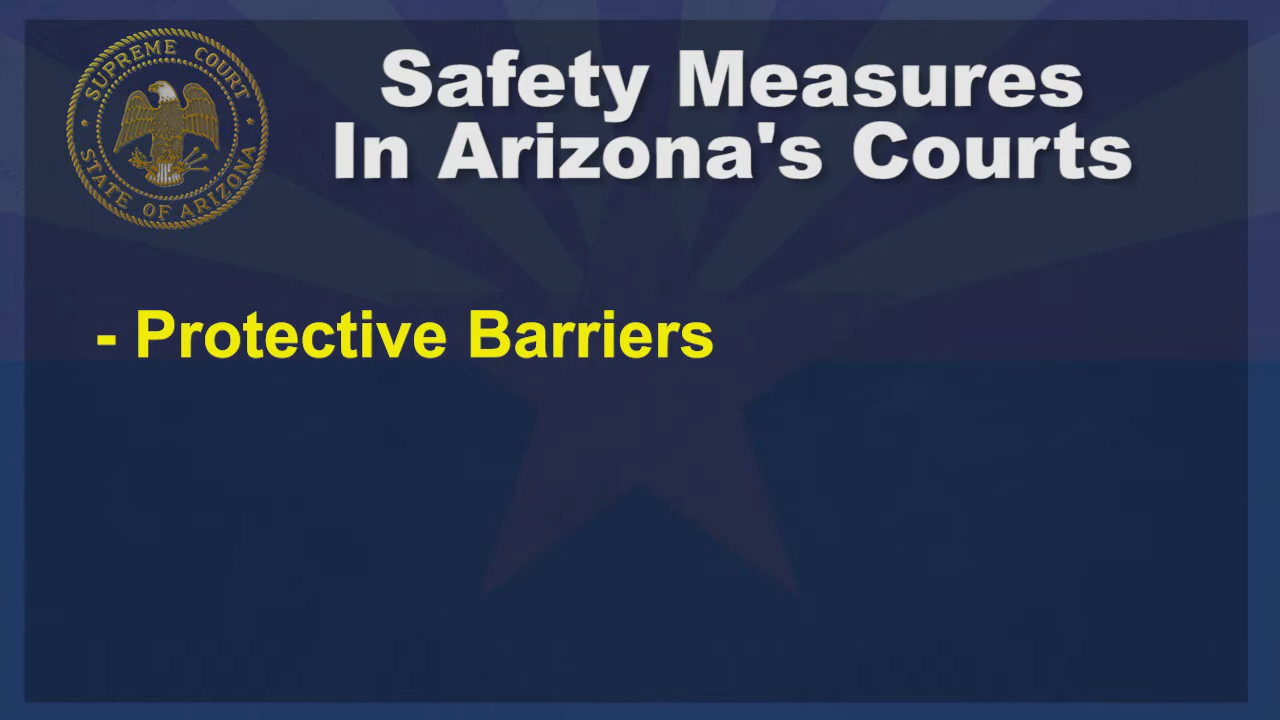 SUPREME COURT
STATE OF ARIZONA
Safety Measures
In Arizona's Courts
- Protective Barriers